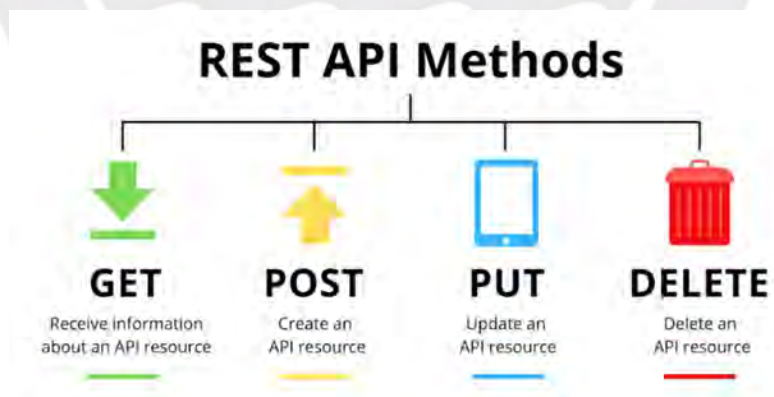 REST API Methods
GET
POST
PUT
DELETE
Receive information
about an API resource
Create an
API resource
Update an
API resource
Delete an
API resource